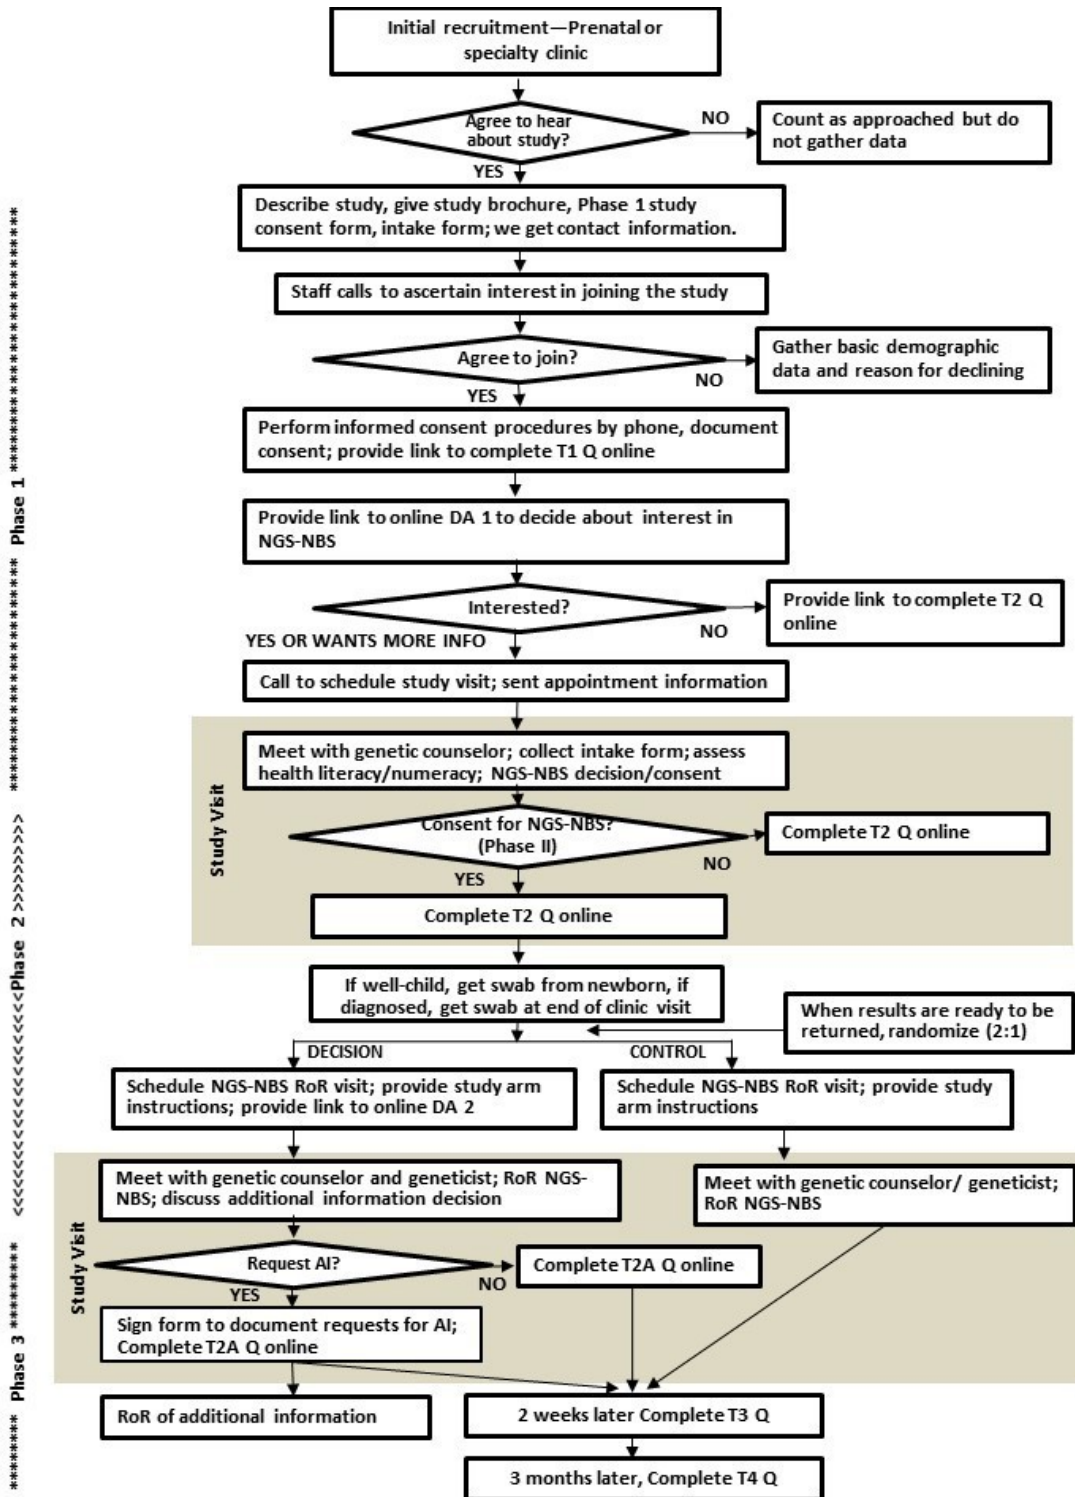 Initial recruitment—Prenatal or
specialty clinic
Agree to hear
about study?
NO
Count as approached but do
not gather data
YES
Describe study, give study brochure, Phase 1 study
consent form, intake form; we get contact information.
Staff calls to ascertain interest in joining the study
Agree to join?
NO
Gather basic demographic
data and reason for declining
YES
Perform informed consent procedures by phone, document
consent; provide link to complete T1 Q online
Provide link to online DA 1 to decide about interest in
NGS-NBS
Interested?
NO
Provide link to complete T2 Q
online
YES OR WANTS MORE INFO
Call to schedule study visit; sent appointment information
Study Visit
Meet with genetic counselor; collect intake form; assess
health literacy/numeracy; NGS-NBS decision/consent
Consent for NGS-NBS?
(Phase II)
NO
Complete T2 Q online
YES
Complete T2 Q online
If well-child, get swab from newborn, if
diagnosed, get swab at end of clinic visit
When results are ready to be
returned, randomize (2:1)
DECISION
CONTROL
Schedule NGS-NBS RoR visit; provide study arm
instructions; provide link to online DA 2
Schedule NGS-NBS RoR visit; provide study
arm instructions
Study Visit
Meet with genetic counselor and geneticist; RoR NGS-
NBS; discuss additional information decision
Meet with genetic counselor/ geneticist;
RoR NGS-NBS
Request AI?
NO
Complete T2A Q online
YES
Sign form to document requests for AI;
Complete T2A Q online
RoR of additional information
2 weeks later Complete T3 Q
3 months later, Complete T4 Q
******** Phase 3 ********* <<<<<<<<<<<<<<<<<<<<<Phase 2 >>>>>>>>>> ********************** Phase 1 *************************